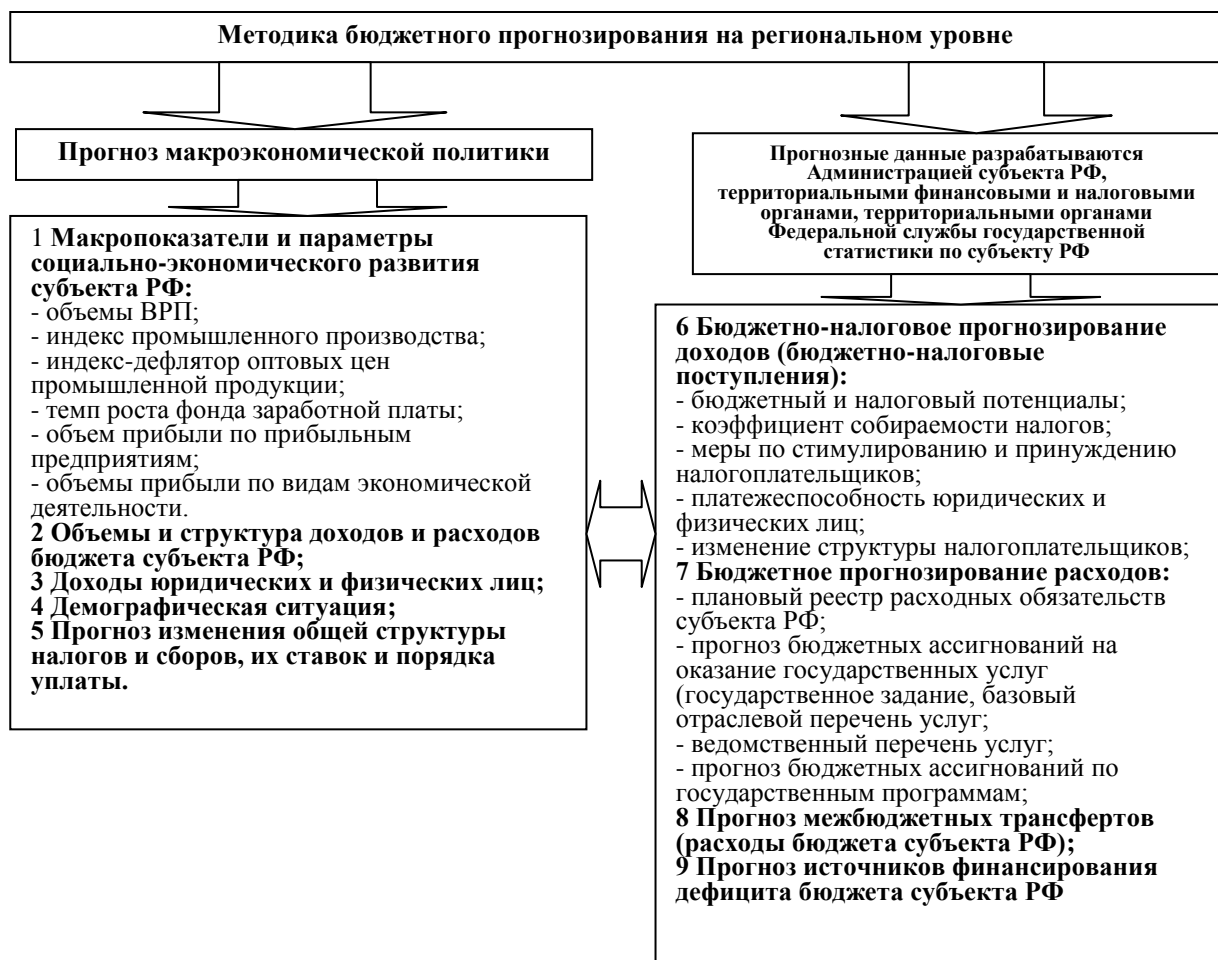 Методика бюджетного прогнозирования на региональном уровне
Прогноз макроэкономической политики
Прогнозные данные разрабатываются
Администрацией субъекта РФ,
территориальными финансовыми и налоговыми
органами, территориальными органами
Федеральной службы государственной
статистики по субъекту РФ
1 Макропоказатели и параметры
социально-экономического развития
субъекта РФ:
- объемы ВРП;
- индекс промышленного производства;
- индекс-дефлятор оптовых цен
промышленной продукции;
- темп роста фонда заработной платы;
- объем прибыли по прибыльным
предприятиям;
- объемы прибыли по видам экономической
деятельности.
2 Объемы и структура доходов и расходов
бюджета субъекта РФ;
3 Доходы юридических и физических лиц;
4 Демографическая ситуация;
5 Прогноз изменения общей структуры
налогов и сборов, их ставок и порядка
уплаты.
6 Бюджетно-налоговое прогнозирование
доходов (бюджетно-налоговые
поступления):
- бюджетный и налоговый потенциалы;
- коэффициент собираемости налогов;
- меры по стимулированию и принуждению
налогоплательщиков;
- платежеспособность юридических и
физических лиц;
- изменение структуры налогоплательщиков;
7 Бюджетное прогнозирование расходов:
- плановый реестр расходных обязательств
субъекта РФ;
- прогноз бюджетных ассигнований на
оказание государственных услуг
(государственное задание, базовый
отраслевой перечень услуг;
- ведомственный перечень услуг;
- прогноз бюджетных ассигнований по
государственным программам;
8 Прогноз межбюджетных трансфертов
(расходы бюджета субъекта РФ);
9 Прогноз источников финансирования
дефицита бюджета субъекта РФ